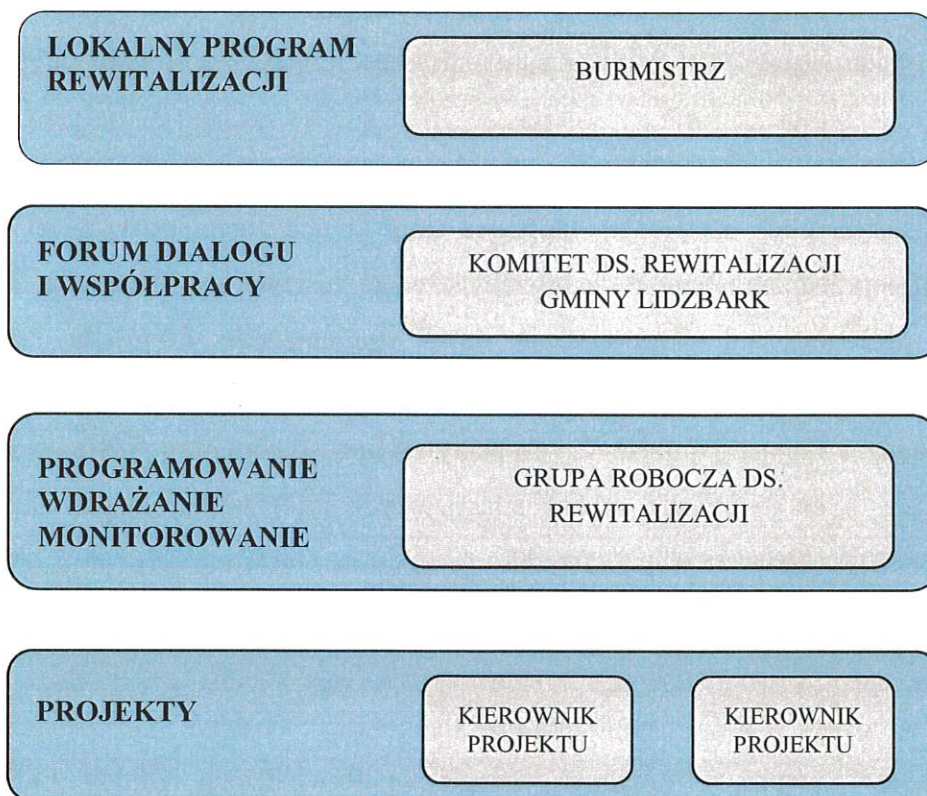 LOKALNY PROGRAM
REWITALIZACJI
BURMISTRZ
FORUM DIALOGU
I WSPÓŁPRACY
KOMITET DS. REWITALIZACJI
GMINY LIDZBARK
PROGRAMOWANIE
WDRAŻANIE
MONITOROWANIE
GRUPA ROBOCZA DS.
REWITALIZACJI
PROJEKTY
KIEROWNIK
PROJEKTU
KIEROWNIK
PROJEKTU